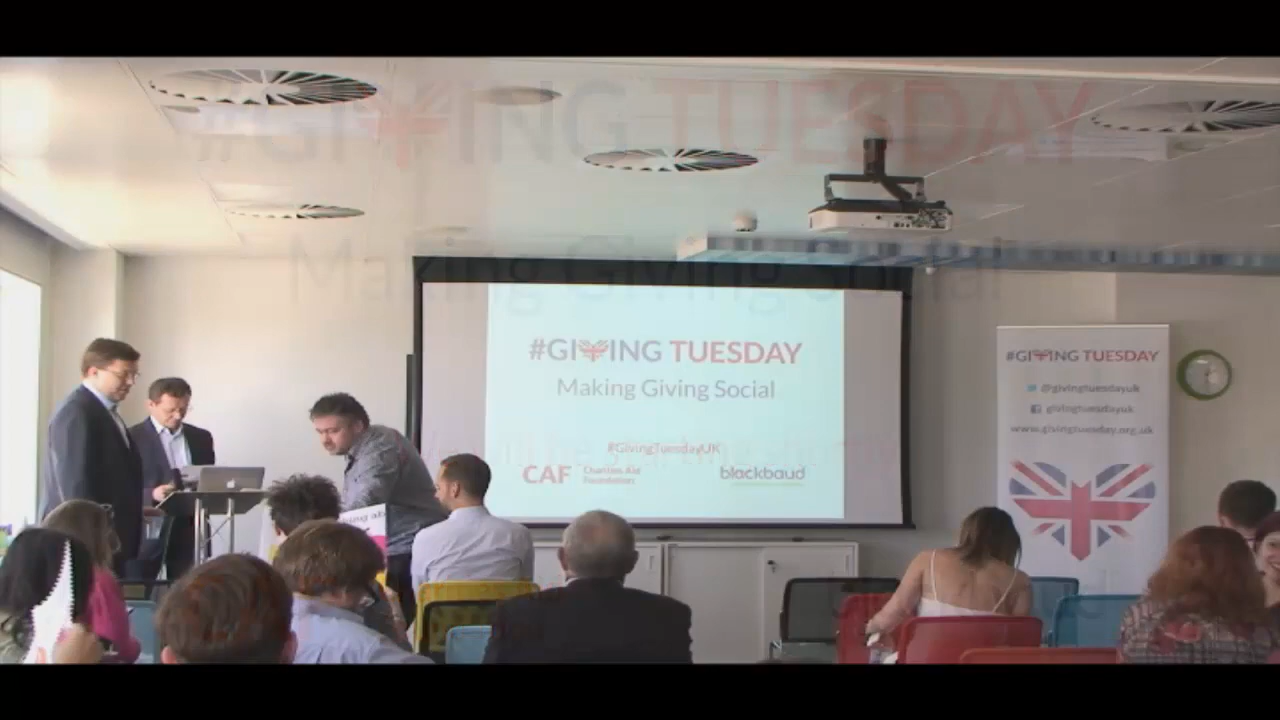 #GIVING TUESDAY
Making Giving Social
#GIVING TUESDAY
Making Giving Social
#GivingTuesdayUK
CAF Charities Aid
Foundation
blackbaud
#GIVING TUESDAY
@givingtuesdayuk
givingtuesdayuk
www.givingtuesday.org.uk